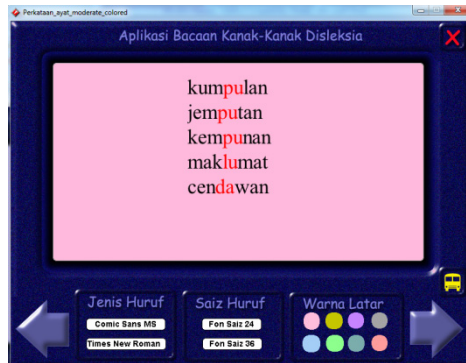 Perkataan_ayat_moderate_colored
Aplikasi Bacaan Kanak-Kanak Disleksia
kumpulan
jemputan
kempunan
maklumat
cendawan
Jenis Huruf
Comic Sans MS
Times New Roman
Saiz Huruf
Fon Saiz 24
Fon Saiz 36
Warna Latar